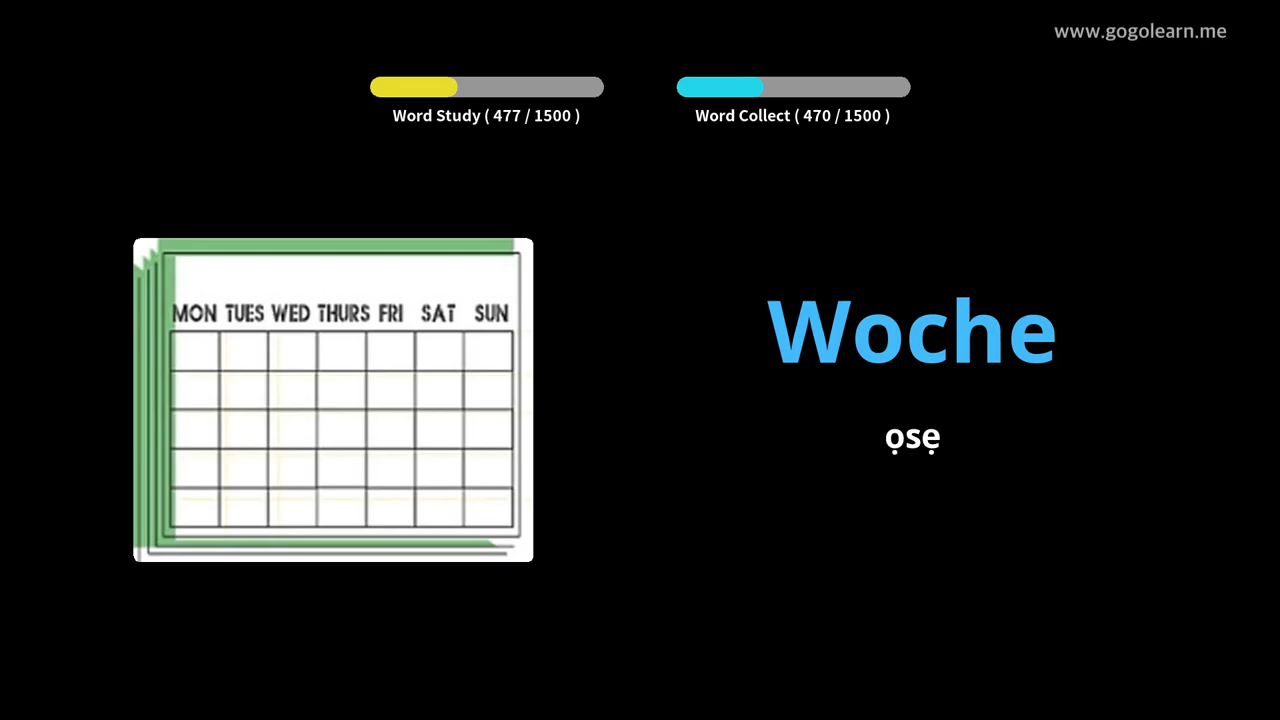 www.gogolearn.me
Word Study ( 477 / 1500 )
Word Collect ( 470 / 1500 )
MON TUES WED THURS FRI SAT SUN
Woche
ọsẹ